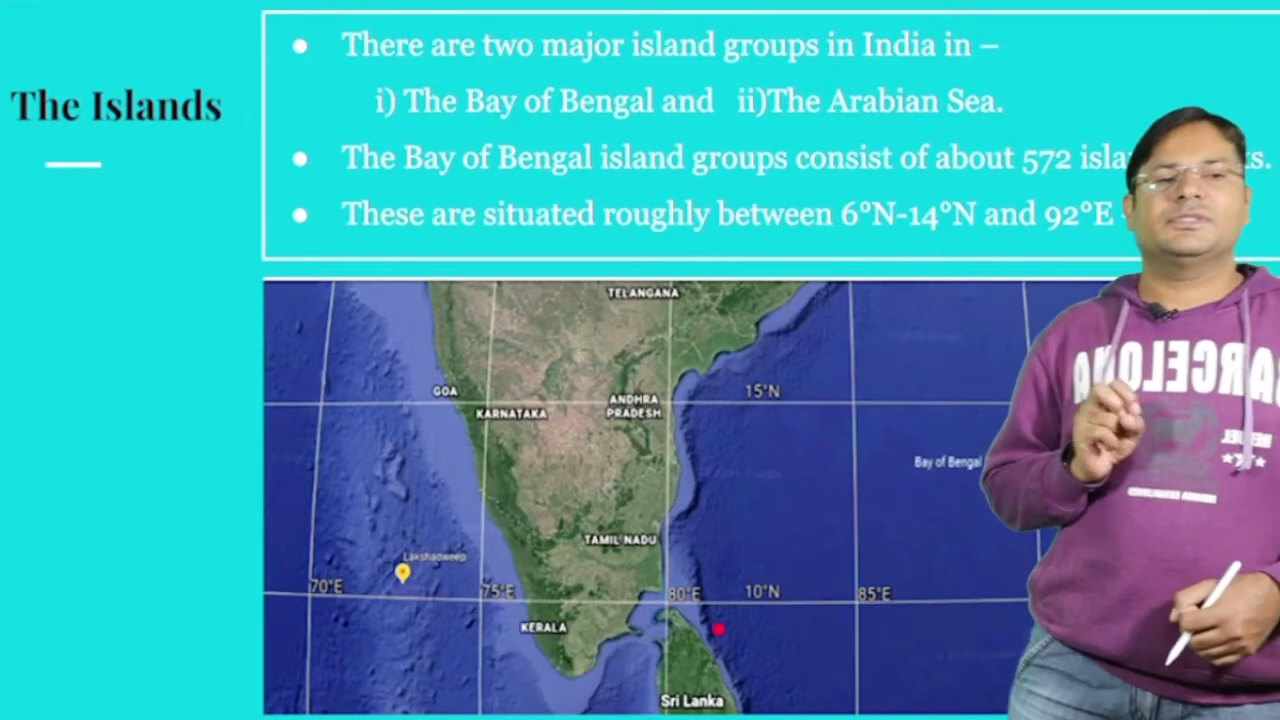 The Islands
● There are two major island groups in India in –
i) The Bay of Bengal and ii)The Arabian Sea.
● The Bay of Bengal island groups consist of about 572
● These are situated roughly between 6°N-14°N and 92°E
TELANGANA
GOA
KARNATAKA
ANDHRA
PRADESH
15°N
Bay of Bengal
TAMIL NADU
Lakshadweep
70°E
75°E
80°E
10°N
85°E
KERALA
Sri Lanka